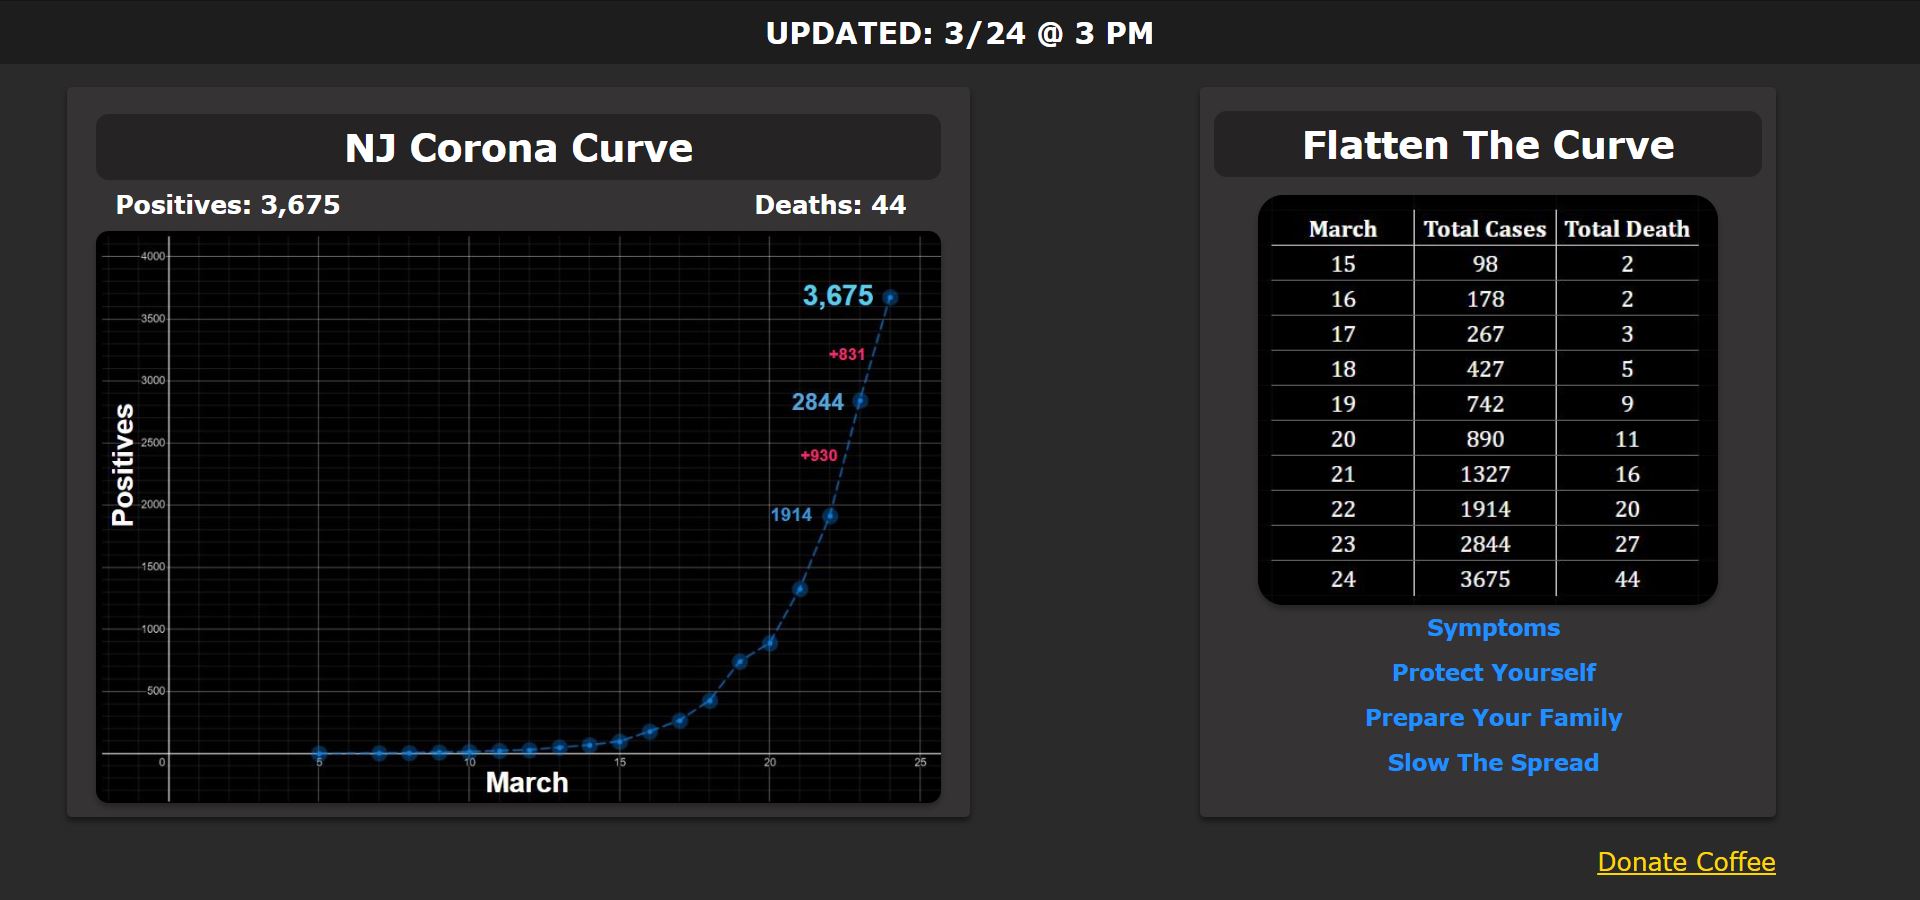 UPDATED: 3/24 @ 3 PM
NJ Corona Curve
Positives: 3,675 Deaths: 44
4000
3,675
3500
+831
3000
2844
2500
+930
2000
1914
1500
1000
500
0 5 10 15 20 25
Positives
March
Flatten The Curve
March Total Cases Total Death
15 98 2
16 178 2
17 267 3
18 427 5
19 742 9
20 890 11
21 1327 16
22 1914 20
23 2844 27
24 3675 44
Symptoms
Protect Yourself
Prepare Your Family
Slow The Spread
Donate Coffee